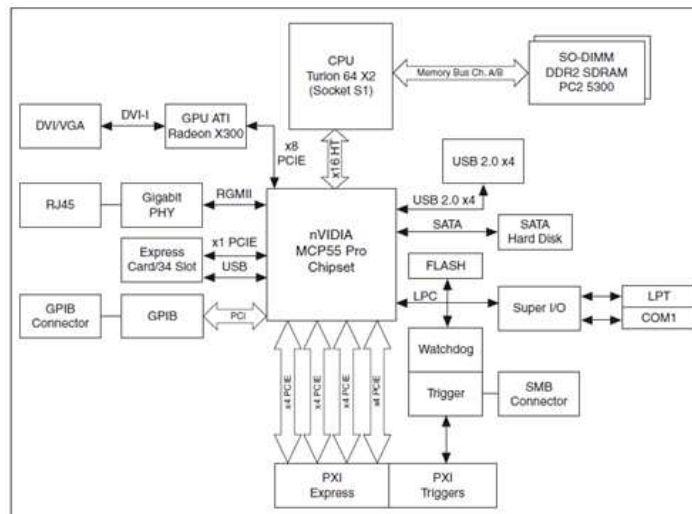 CPU
Turion 64 X2
(Socket S1)
Memory Bus Ch. A/B
SO-DIMM
DDR2 SDRAM
PC2 5300
DVI/VGA
DVI-I
GPU ATI
Radeon X300
x8
PCIE
x16 HT
USB 2.0 x4
RJ45
Gigabit
PHY
RGMII
nVIDIA
MCP55 Pro
Chipset
USB 2.0 x4
SATA
SATA
Hard Disk
Express
Card/34 Slot
x1 PCIE
USB
FLASH
LPC
Super I/O
LPT
COM1
GPIB
Connector
GPIB
PCI
Watchdog
Trigger
SMB
Connector
x4 PCIE
x4 PCIE
x4 PCIE
x4 PCIE
PXI
Express
PXI
Triggers